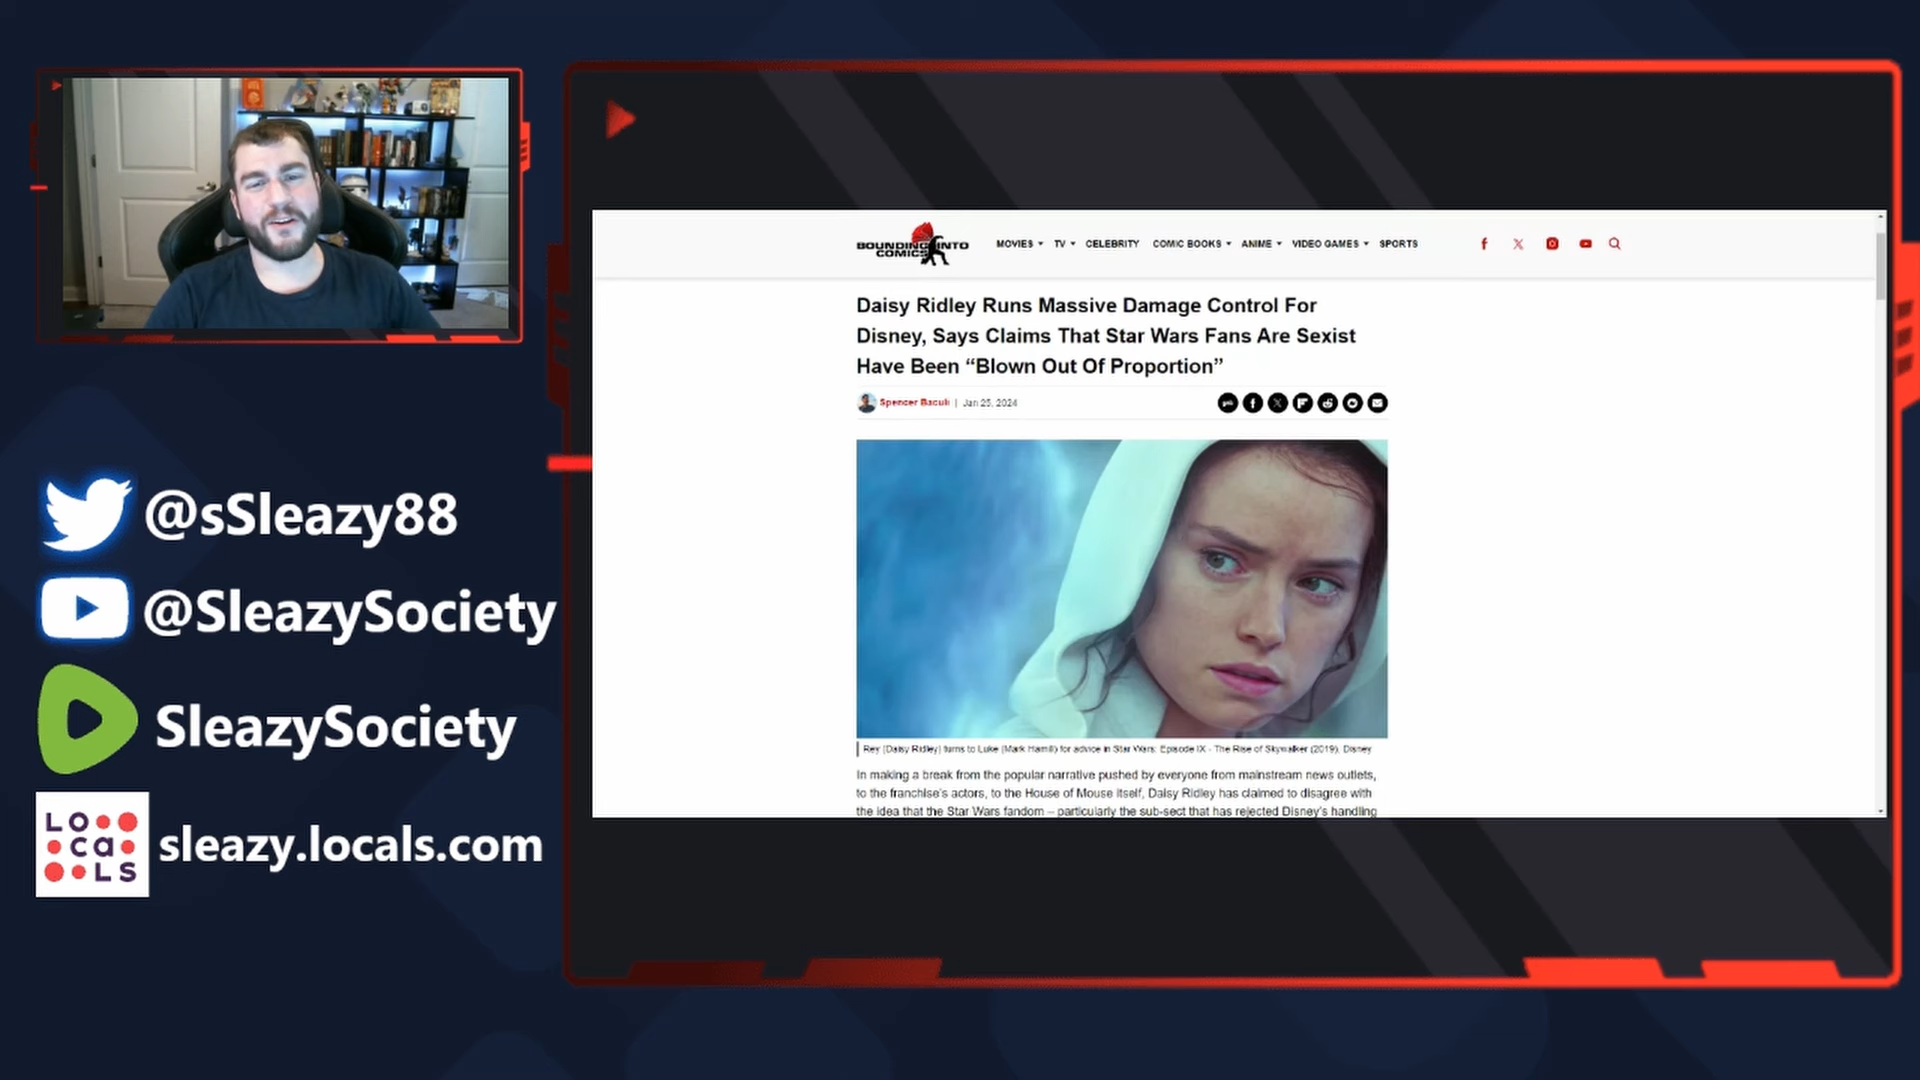 @sSleazy88
@SleazySociety
SleazySociety
LOcaLS
sleazy.locals.com
BOUNDING INTO
COMICS
MOVIES
TV
CELEBRITY
COMIC BOOKS
ANIME
VIDEO GAMES
SPORTS
Daisy Ridley Runs Massive Damage Control For
Disney, Says Claims That Star Wars Fans Are Sexist
Have Been “Blown Out Of Proportion”
Spencer Baculi | Jan 25, 2024
Rey (Daisy Ridley) turns to Luke (Mark Hamill) for advice in Star Wars: Episode IX - The Rise of Skywalker (2019), Disney
In making a break from the popular narrative pushed by everyone from mainstream news outlets,
to the franchise's actors, to the House of Mouse itself, Daisy Ridley has claimed to disagree with
the idea that the Star Wars fandom – particularly the sub-sect that has rejected Disney's handling